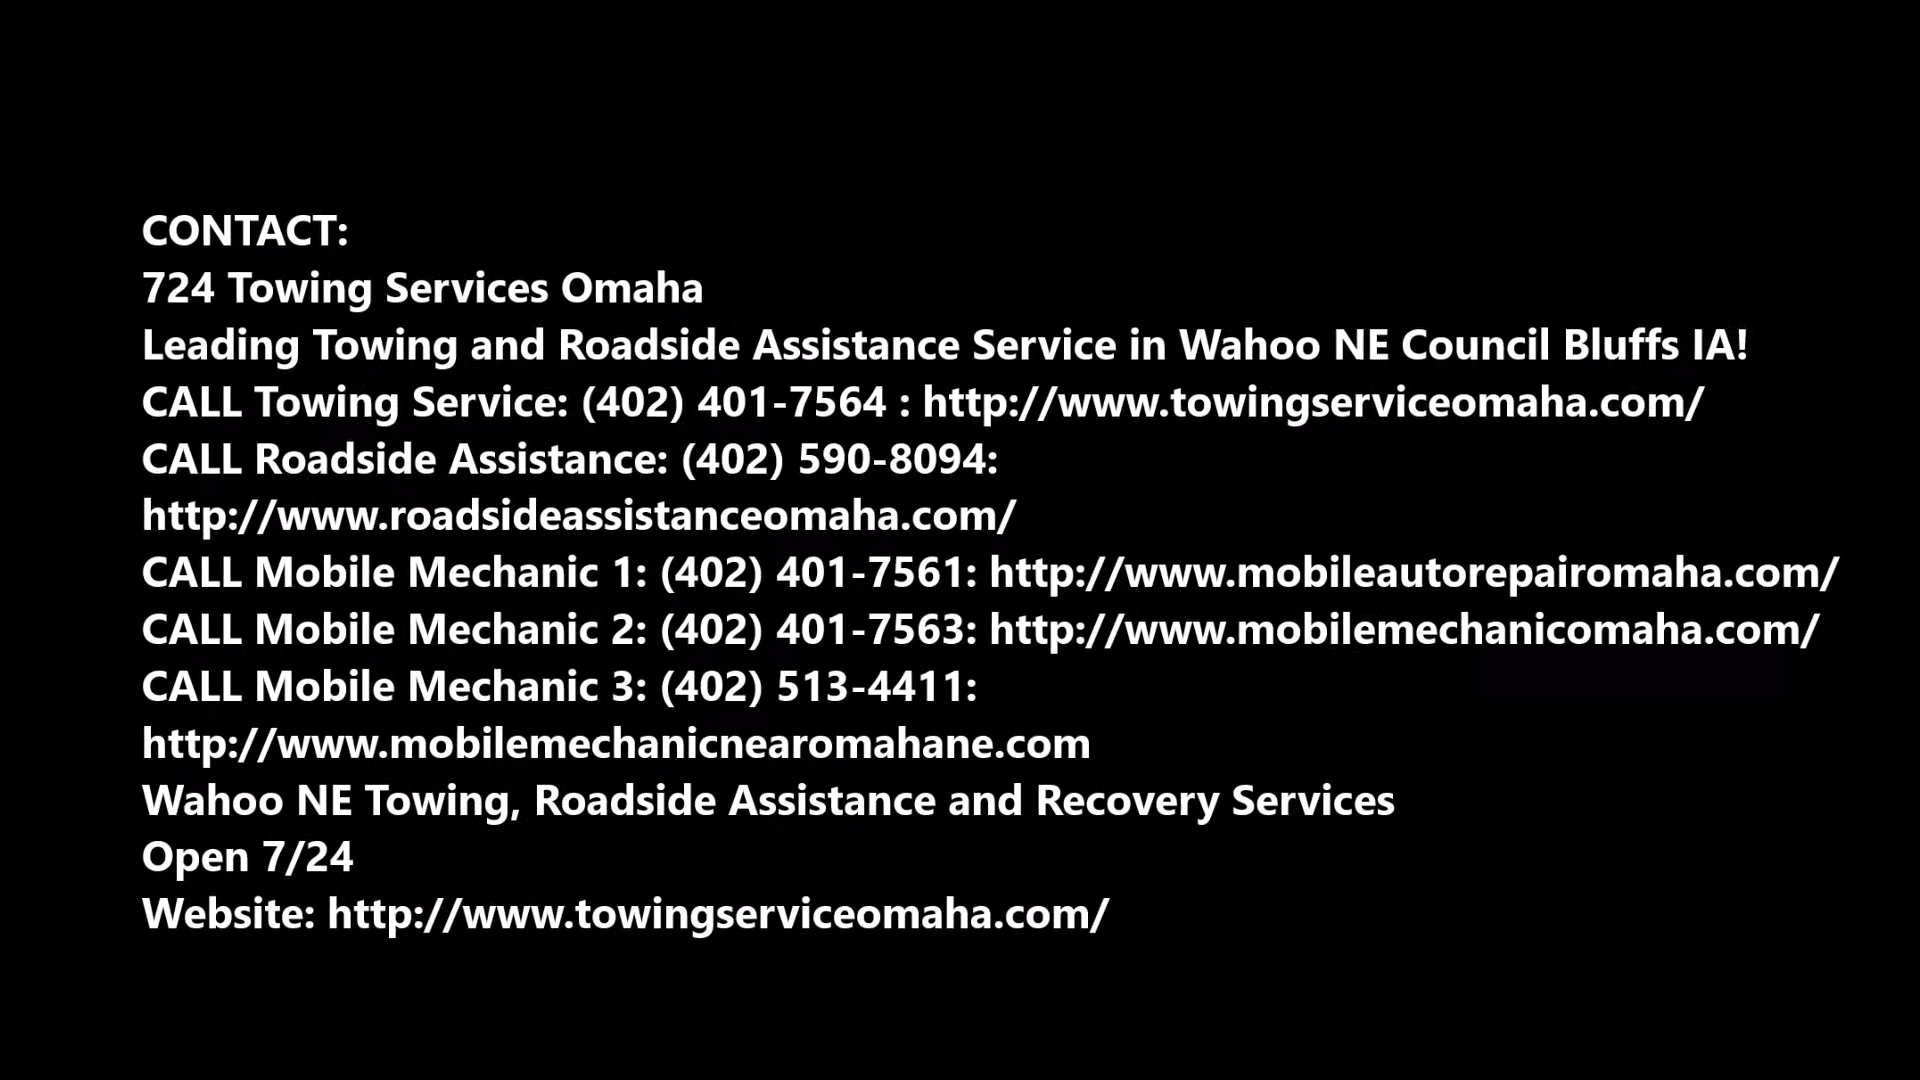 CONTACT:
724 Towing Services Omaha
Leading Towing and Roadside Assistance Service in Wahoo NE Council Bluffs IA!
CALL Towing Service: (402) 401-7564 : http://www.towingserviceomaha.com/
CALL Roadside Assistance: (402) 590-8094:
http://www.roadsideassistanceomaha.com/
CALL Mobile Mechanic 1: (402) 401-7561: http://www.mobileautorepairomaha.com/
CALL Mobile Mechanic 2: (402) 401-7563: http://www.mobilemechanicomaha.com/
CALL Mobile Mechanic 3: (402) 513-4411:
http://www.mobilemechanicnearomahane.com
Wahoo NE Towing, Roadside Assistance and Recovery Services
Open 7/24
Website: http://www.towingserviceomaha.com/